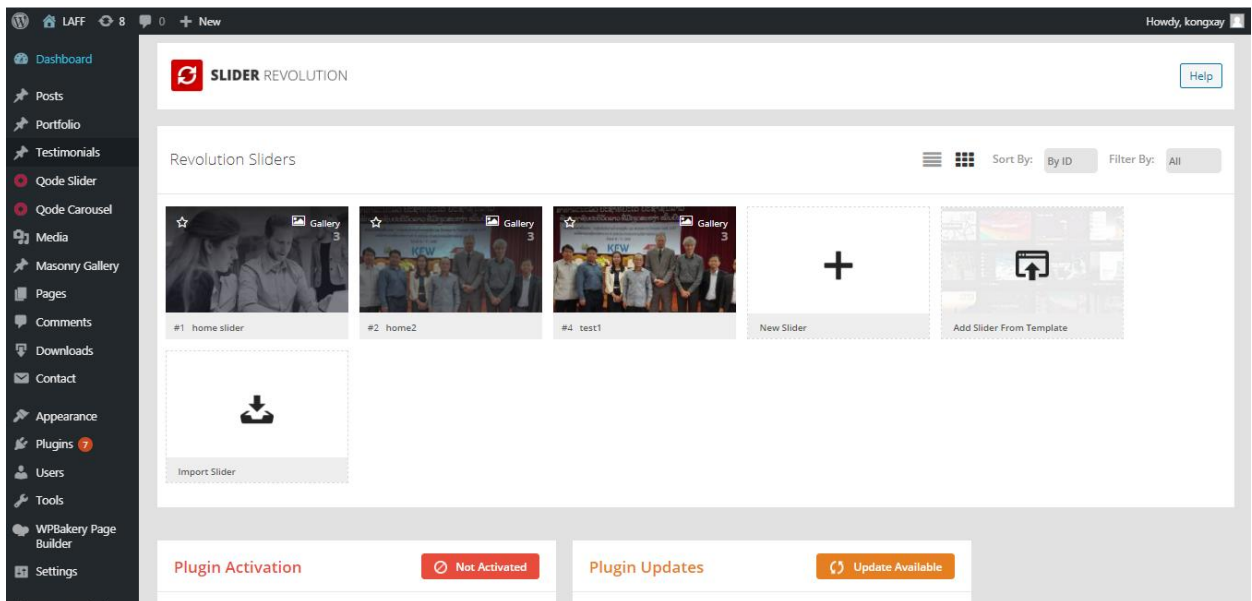 LAFF 8 0 New
Howdy, kongxay
Dashboard
Posts
Portfolio
Testimonials
Qode Slider
Qode Carousel
Media
Masonry Gallery
Pages
Comments
Downloads
Contact
Appearance
Plugins 7
Users
Tools
WPBakery Page
Builder
Settings
SLIDER REVOLUTION
Help
Revolution Sliders
Sort By: By ID Filter By: All
Gallery
3
KFW
Gallery
3
KFW
Gallery
3
#1 home slider
#2 home2
#4 test1
New Slider
Add Slider From Template
Import Slider
Plugin Activation
Not Activated
Plugin Updates
Update Available